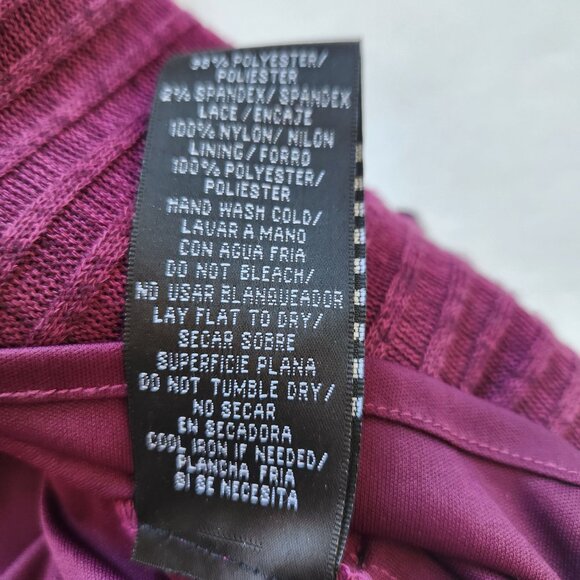 % POLYESTER/
POLIESTER
2% SPANDEX/SPANDEX
LACE/ENCAJE
100% NYLON/NILON
LINING/FORRO
100% POLYESTER/
POLIESTER
HAND WASH COLD/
LAVAR A MANO
CON AGUA FRIA
DO NOT BLEACH/
NO USAR BLANQUEADOR
LAY FLAT TO DRY/
SECAR SOBRE
SUPERFICIE PLANA
DO NOT TUMBLE DRY/
NO SECAR
EN SECADORA
COOL IRON IF NEEDED/
PLANCHA FRIA
SI SE NECESITA